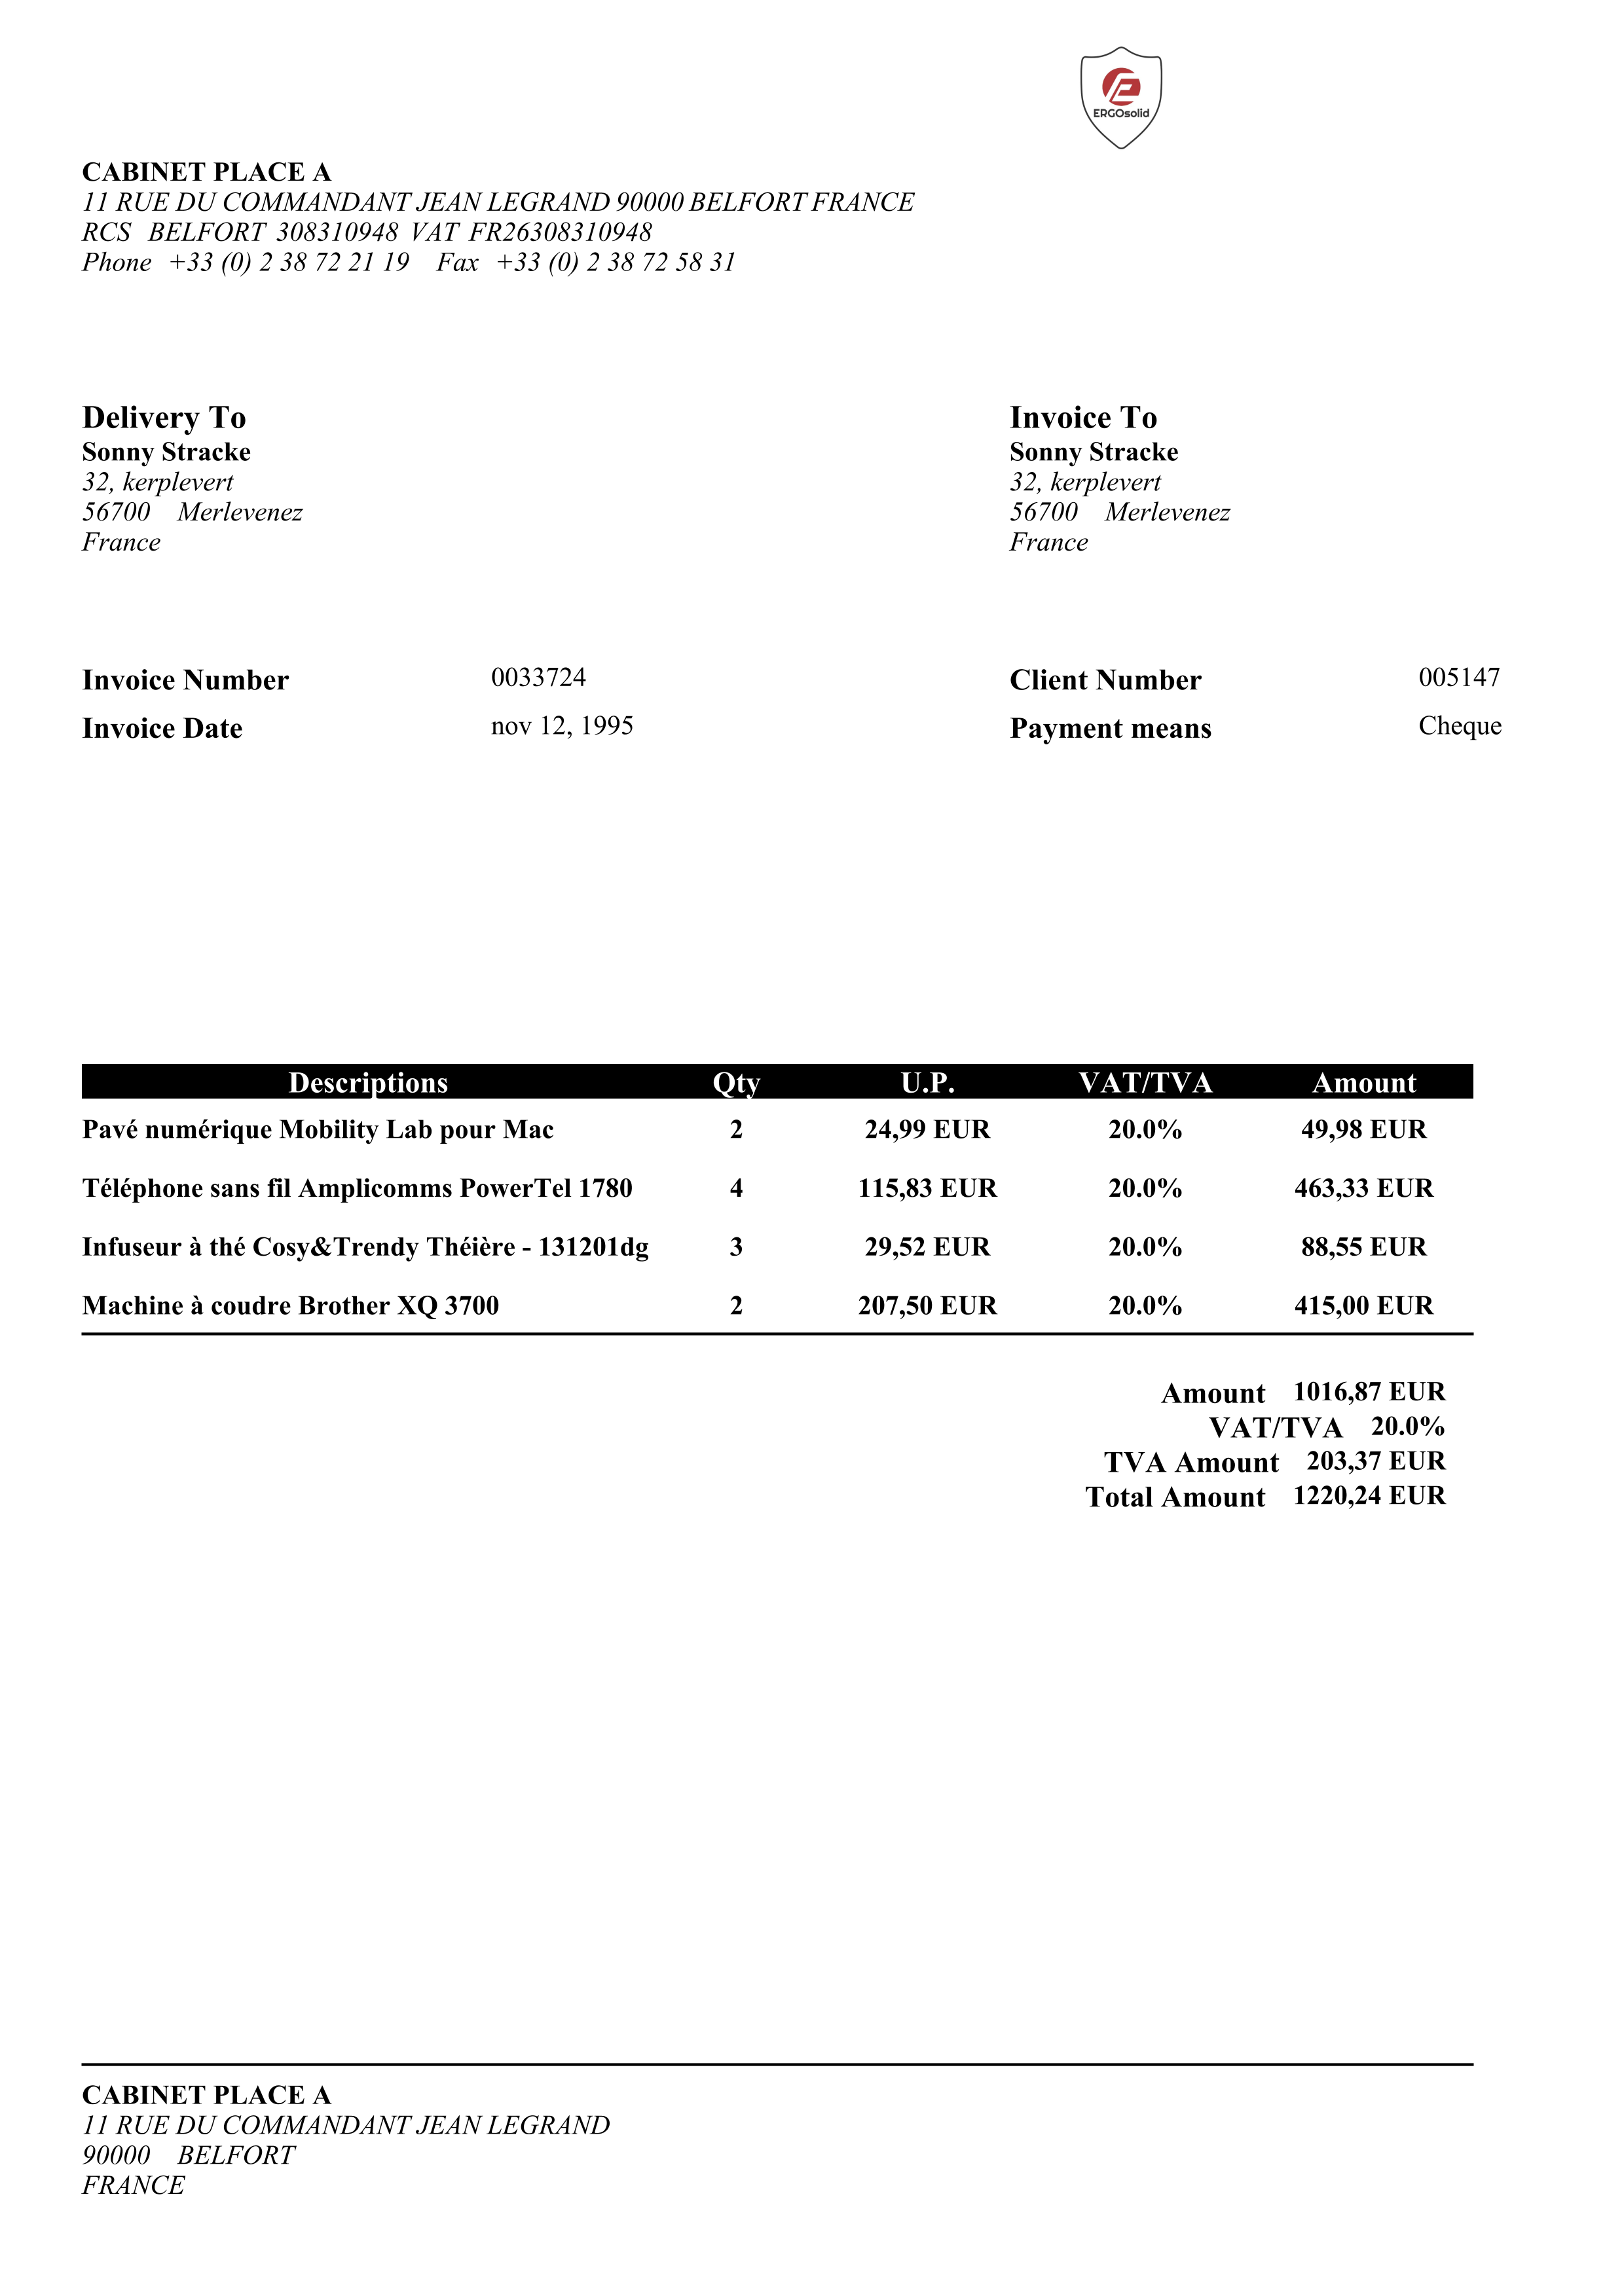 ERGOsolid
CABINET PLACE A
11 RUE DU COMMANDANT JEAN LEGRAND 90000 BELFORT FRANCE
RCS BELFORT 308310948 VAT FR26308310948
Phone +33 (0) 2 38 72 21 19 Fax +33 (0) 2 38 72 58 31
Delivery To
Sonny Stracke
32, kerplevert
56700 Merlevenez
France
Invoice To
Sonny Stracke
32, kerplevert
56700 Merlevenez
France
Invoice Number 0033724
Invoice Date nov 12, 1995
Client Number 005147
Payment means Cheque
Descriptions Qty U.P. VAT/TVA Amount
Pavé numérique Mobility Lab pour Mac 2 24,99 EUR 20.0% 49,98 EUR
Téléphone sans fil Amplicomms PowerTel 1780 4 115,83 EUR 20.0% 463,33 EUR
Infuseur à thé Cosy&Trendy Théière - 131201dg 3 29,52 EUR 20.0% 88,55 EUR
Machine à coudre Brother XQ 3700 2 207,50 EUR 20.0% 415,00 EUR
Amount 1016,87 EUR
VAT/TVA 20.0%
TVA Amount 203,37 EUR
Total Amount 1220,24 EUR
CABINET PLACE A
11 RUE DU COMMANDANT JEAN LEGRAND
90000 BELFORT
FRANCE